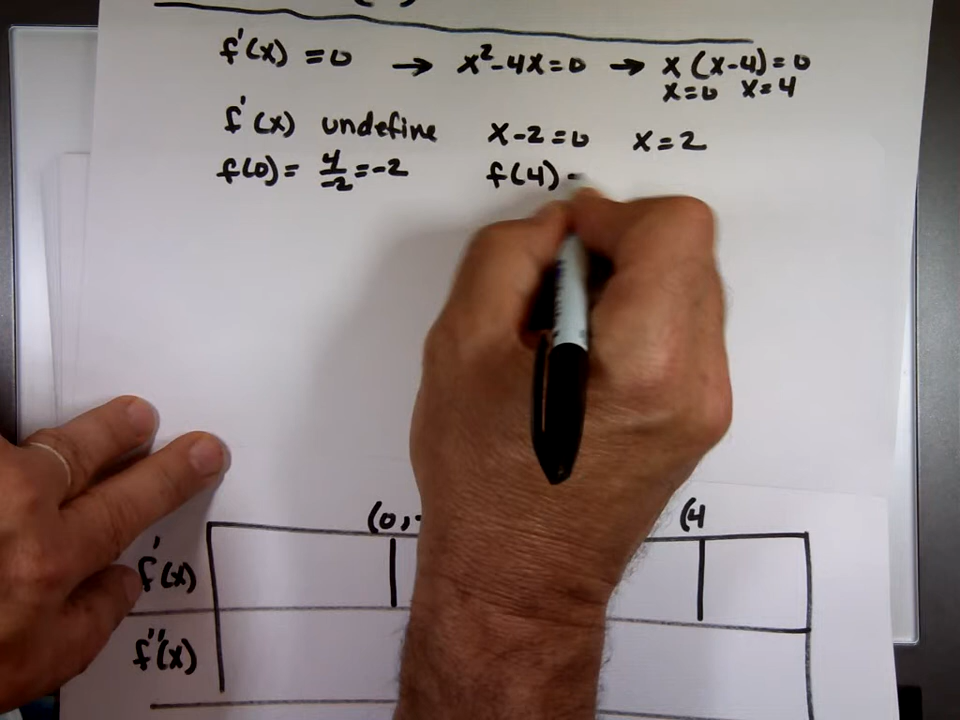 f'(x) = 0 → x²-4x=0 → x(x-4)=0
x=0 x=4
f'(x) undefine x-2=0 x=2
f(0) = 4/-2 = -2 f(4) =
(0, (4
f'(x)
f''(x)